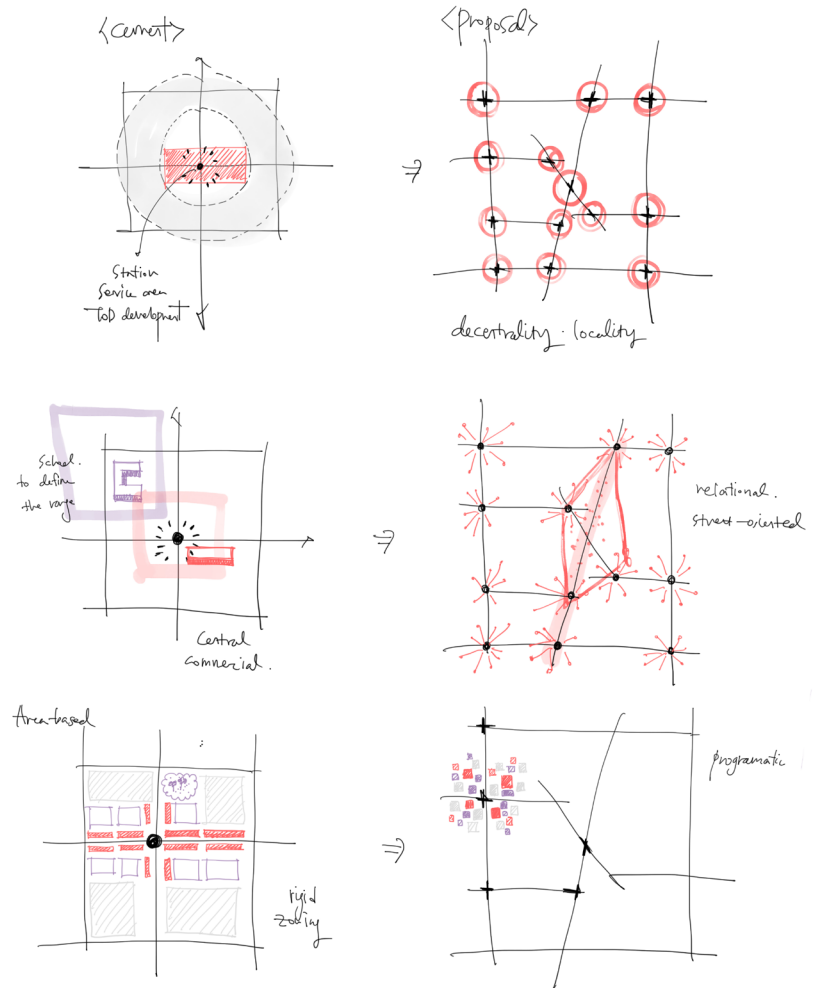 <current>
<proposal>
Station
Service area
ToD development
decentrality · locality
School.
to define
the range
relational.
street-oriented
Central
commercial.
Area-based
programatic
rigid
zoning